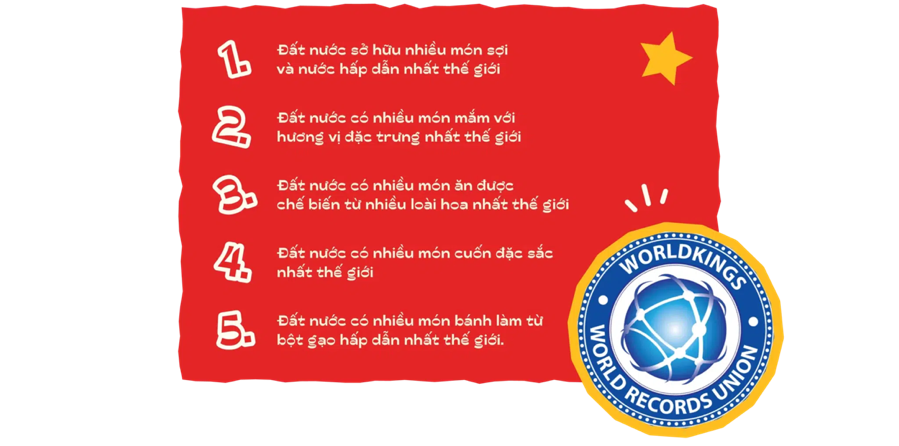 1.
Đất nước sở hữu nhiều món sợi
và nước hấp dẫn nhất thế giới
2.
Đất nước có nhiều món mắm với
hương vị đặc trưng nhất thế giới
3.
Đất nước có nhiều món ăn được
chế biến từ nhiều loài hoa nhất thế giới
4.
Đất nước có nhiều món cuốn đặc sắc
nhất thế giới
5.
Đất nước có nhiều món bánh làm từ
bột gạo hấp dẫn nhất thế giới.
WORLDKINGS
WORLD RECORDS UNION